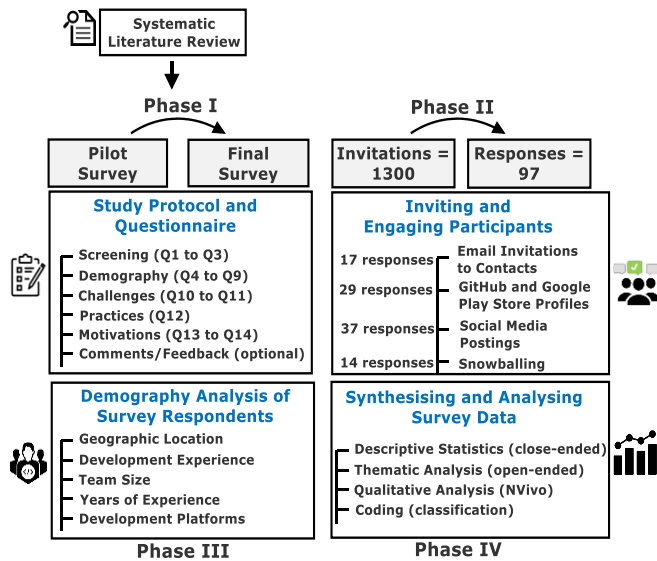 Systematic
Literature Review
Phase I
Pilot
Survey
Final
Survey
Study Protocol and
Questionnaire
Screening (Q1 to Q3)
Demography (Q4 to Q9)
Challenges (Q10 to Q11)
Practices (Q12)
Motivations (Q13 to Q14)
Comments/Feedback (optional)
Phase II
Invitations =
1300
Responses =
97
Inviting and
Engaging Participants
17 responses
Email Invitations
to Contacts
29 responses
GitHub and Google
Play Store Profiles
37 responses
Social Media
Postings
14 responses
Snowballing
Demography Analysis of
Survey Respondents
Geographic Location
Development Experience
Team Size
Years of Experience
Development Platforms
Phase III
Synthesising and Analysing
Survey Data
Descriptive Statistics (close-ended)
Thematic Analysis (open-ended)
Qualitative Analysis (NVivo)
Coding (classification)
Phase IV